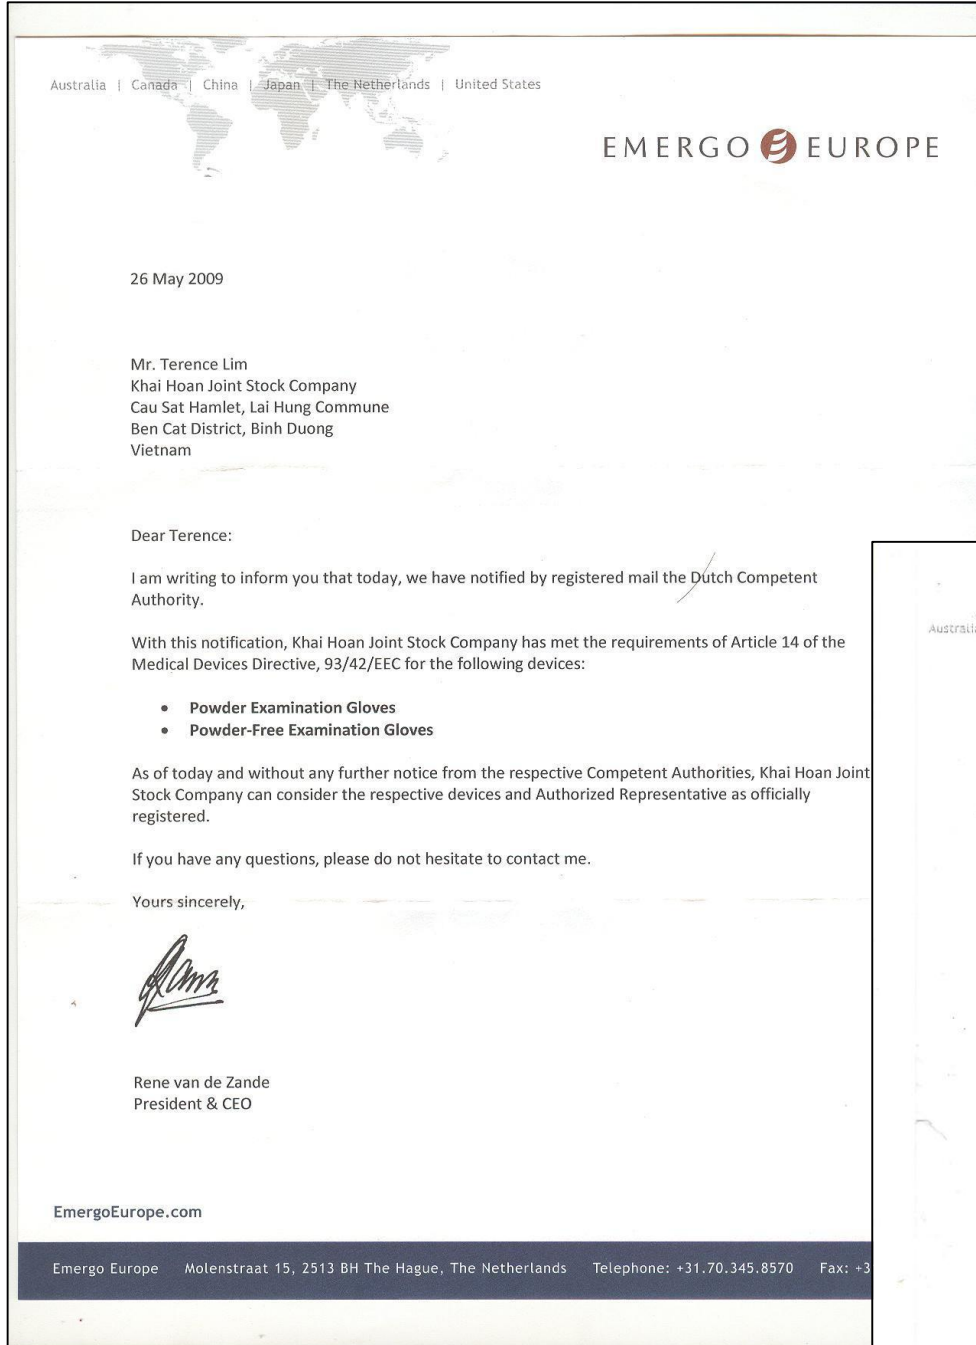 Australia | Canada | China | Japan | The Netherlands | United States
EMERGO EUROPE
26 May 2009
Mr. Terence Lim
Khai Hoan Joint Stock Company
Cau Sat Hamlet, Lai Hung Commune
Ben Cat District, Binh Duong
Vietnam
Dear Terence:
I am writing to inform you that today, we have notified by registered mail the Dutch Competent
Authority.
With this notification, Khai Hoan Joint Stock Company has met the requirements of Article 14 of the
Medical Devices Directive, 93/42/EEC for the following devices:
• Powder Examination Gloves
• Powder-Free Examination Gloves
As of today and without any further notice from the respective Competent Authorities, Khai Hoan Joint
Stock Company can consider the respective devices and Authorized Representative as officially
registered.
If you have any questions, please do not hesitate to contact me.
Yours sincerely,
Rene van de Zande
President & CEO
EmergoEurope.com
Emergo Europe Molenstraat 15, 2513 BH The Hague, The Netherlands Telephone: +31.70.345.8570 Fax: +3